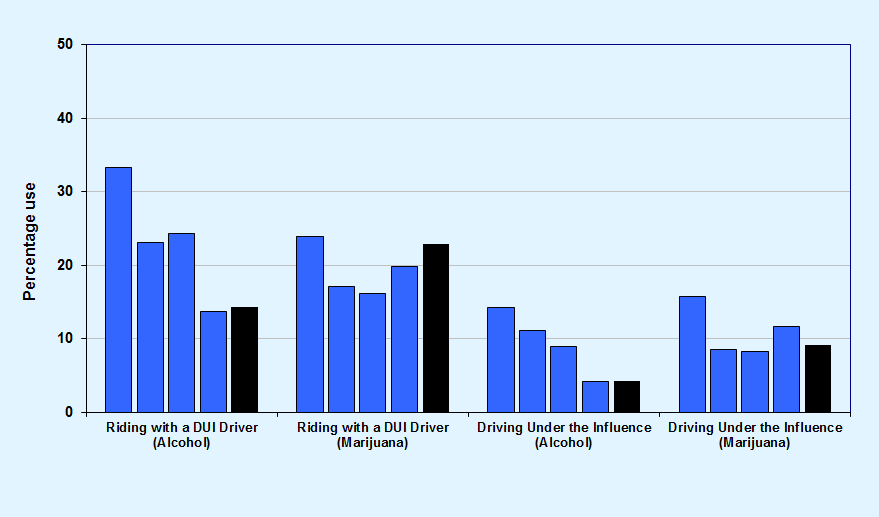 50
40
30
20
10
0
Percentage use
Riding with a DUI Driver
(Alcohol)
Riding with a DUI Driver
(Marijuana)
Driving Under the Influence
(Alcohol)
Driving Under the Influence
(Marijuana)